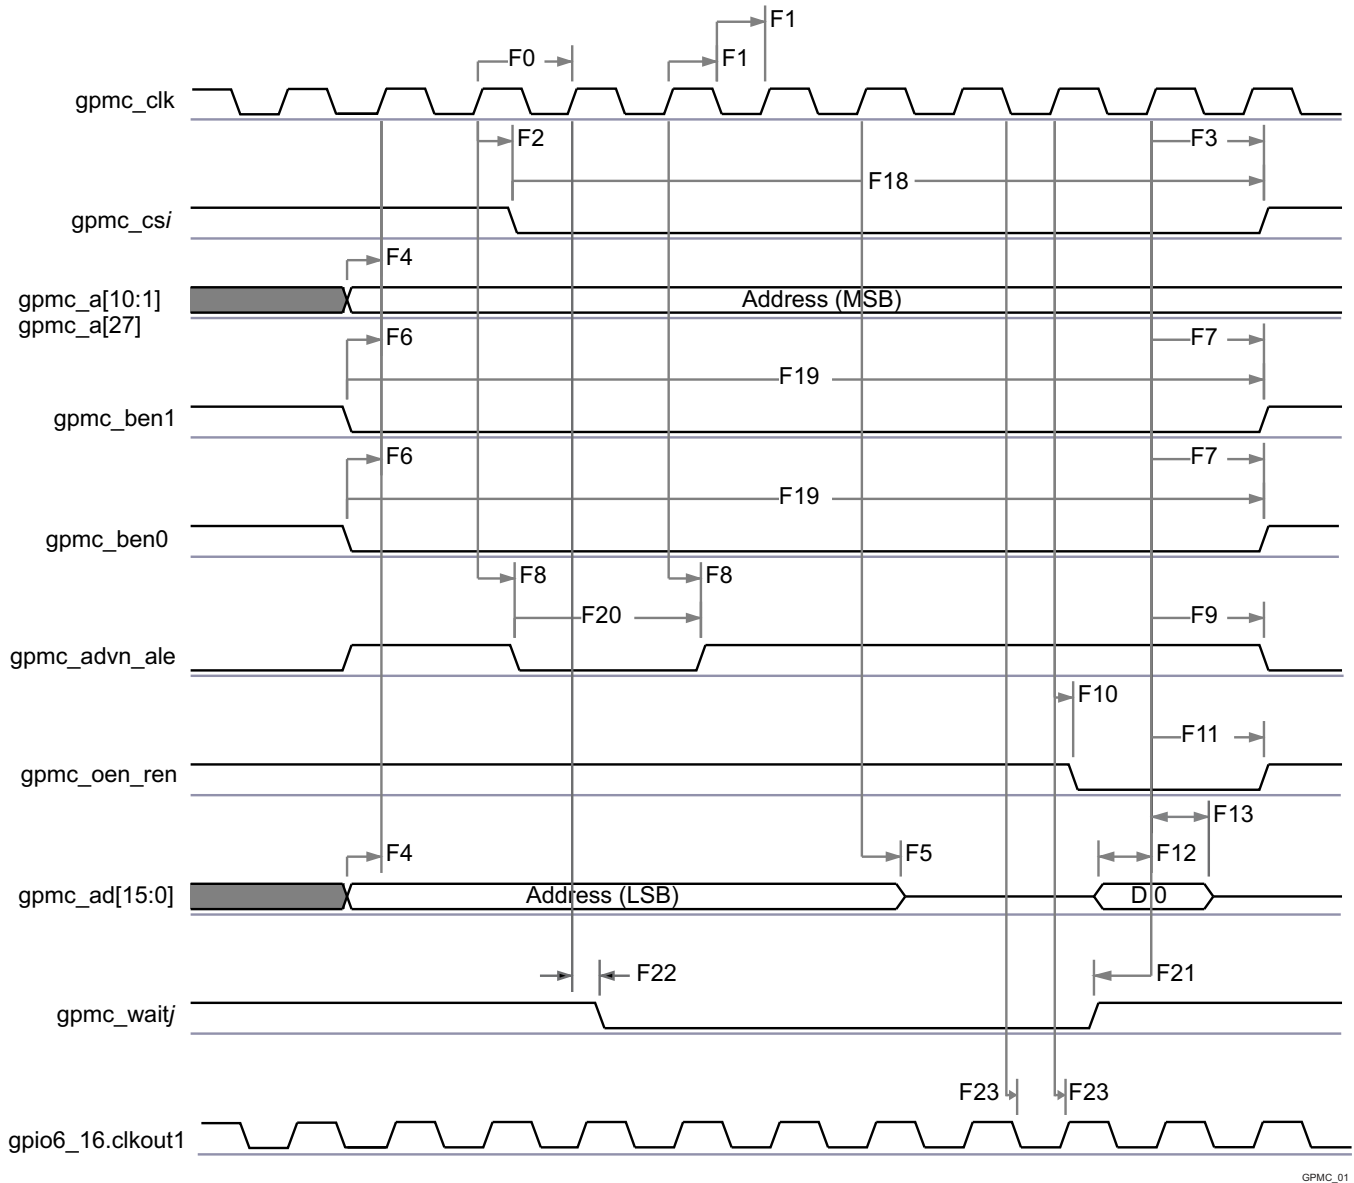 F1
F0
F1
gpmc_clk
F2
F3
F18
gpmc_csi
F4
gpmc_a[10:1]
Address (MSB)
gpmc_a[27]
F6
F7
F19
gpmc_ben1
F6
F7
F19
gpmc_ben0
F8
F8
F20
F9
gpmc_advn_ale
F10
F11
gpmc_oen_ren
F13
F4
F5
F12
gpmc_ad[15:0]
Address (LSB)
D 0
F22
F21
gpmc_waitj
F23
F23
gpio6_16.clkout1
GPMC_01